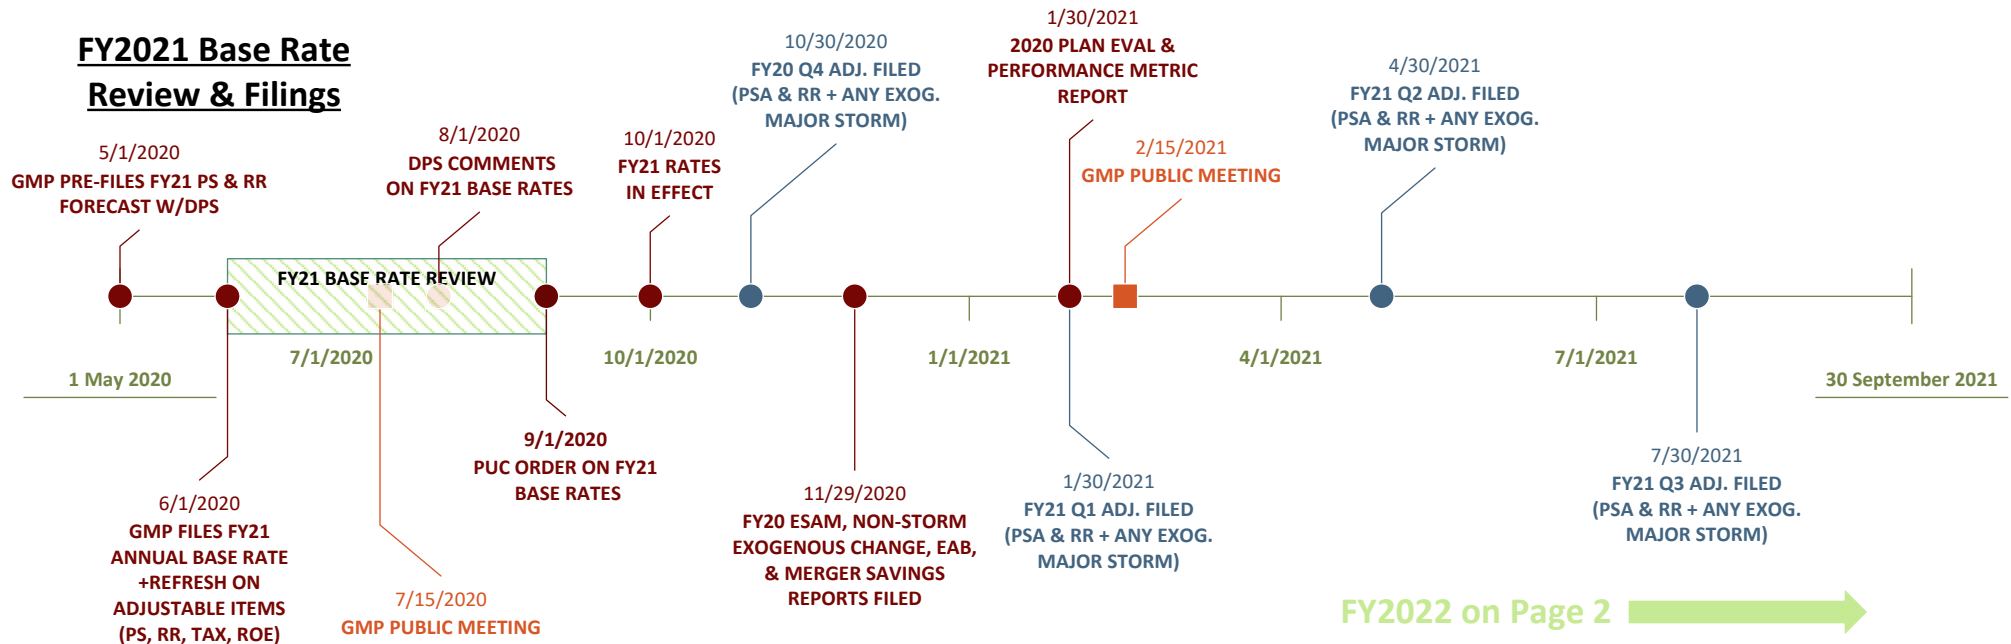 FY2021 Base Rate
Review & Filings
5/1/2020
GMP PRE-FILES FY21 PS & RR
FORECAST W/DPS
8/1/2020
DPS COMMENTS
ON FY21 BASE RATES
10/1/2020
FY21 RATES
IN EFFECT
10/30/2020
FY20 Q4 ADJ. FILED
(PSA & RR + ANY EXOG.
MAJOR STORM)
1/30/2021
2020 PLAN EVAL &
PERFORMANCE METRIC
REPORT
2/15/2021
GMP PUBLIC MEETING
4/30/2021
FY21 Q2 ADJ. FILED
(PSA & RR + ANY EXOG.
MAJOR STORM)
FY21 BASE RATE REVIEW
1 May 2020
7/1/2020
10/1/2020
1/1/2021
4/1/2021
7/1/2021
30 September 2021
6/1/2020
GMP FILES FY21
ANNUAL BASE RATE
+REFRESH ON
ADJUSTABLE ITEMS
(PS, RR, TAX, ROE)
7/15/2020
GMP PUBLIC MEETING
9/1/2020
PUC ORDER ON FY21
BASE RATES
11/29/2020
FY20 ESAM, NON-STORM
EXOGENOUS CHANGE, EAB,
& MERGER SAVINGS
REPORTS FILED
1/30/2021
FY21 Q1 ADJ. FILED
(PSA & RR + ANY EXOG.
MAJOR STORM)
7/30/2021
FY21 Q3 ADJ. FILED
(PSA & RR + ANY EXOG.
MAJOR STORM)
FY2022 on Page 2